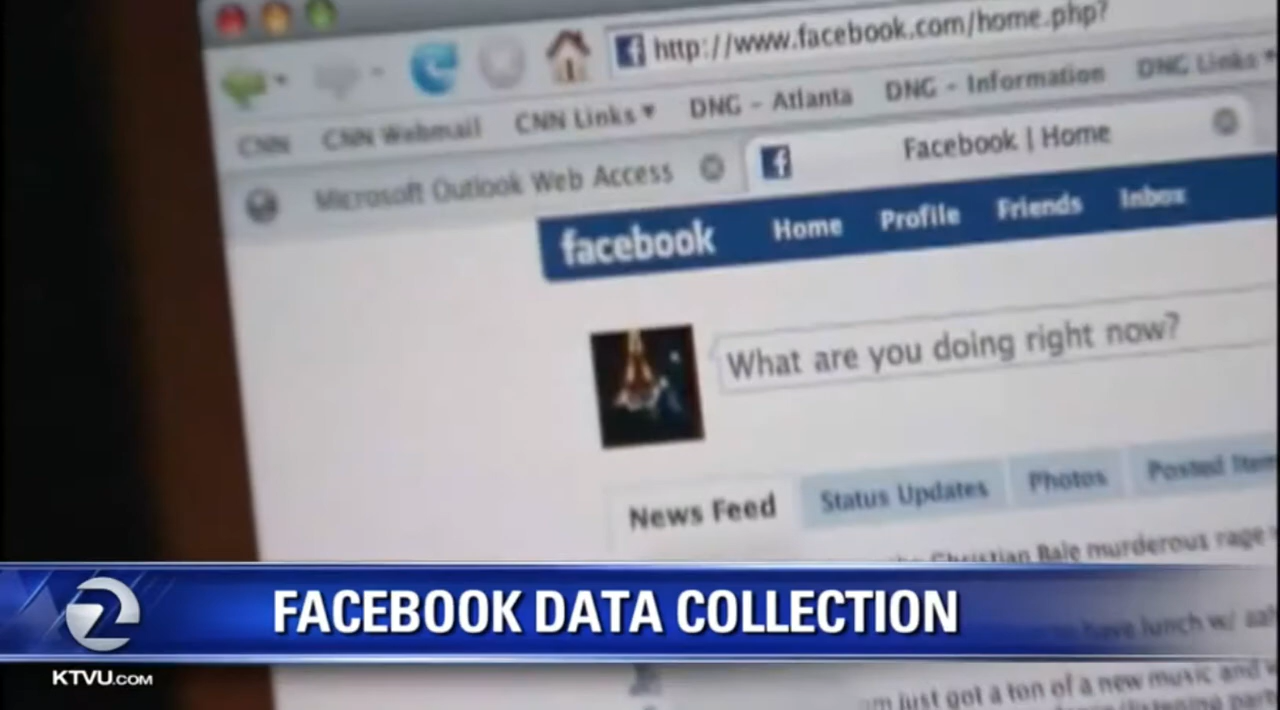 http://www.facebook.com/home.php?
CNN CNN Webmail CNN Links DNG - Atlanta DNG - Information DNG Links
Microsoft Outlook Web Access Facebook | Home
facebook Home Profile Friends Inbox
What are you doing right now?
News Feed Status Updates Photos Posted Item
Christian Bale murderous rage
have lunch w/
just got a ton of a new music and
FACEBOOK DATA COLLECTION
2
KTVU.COM